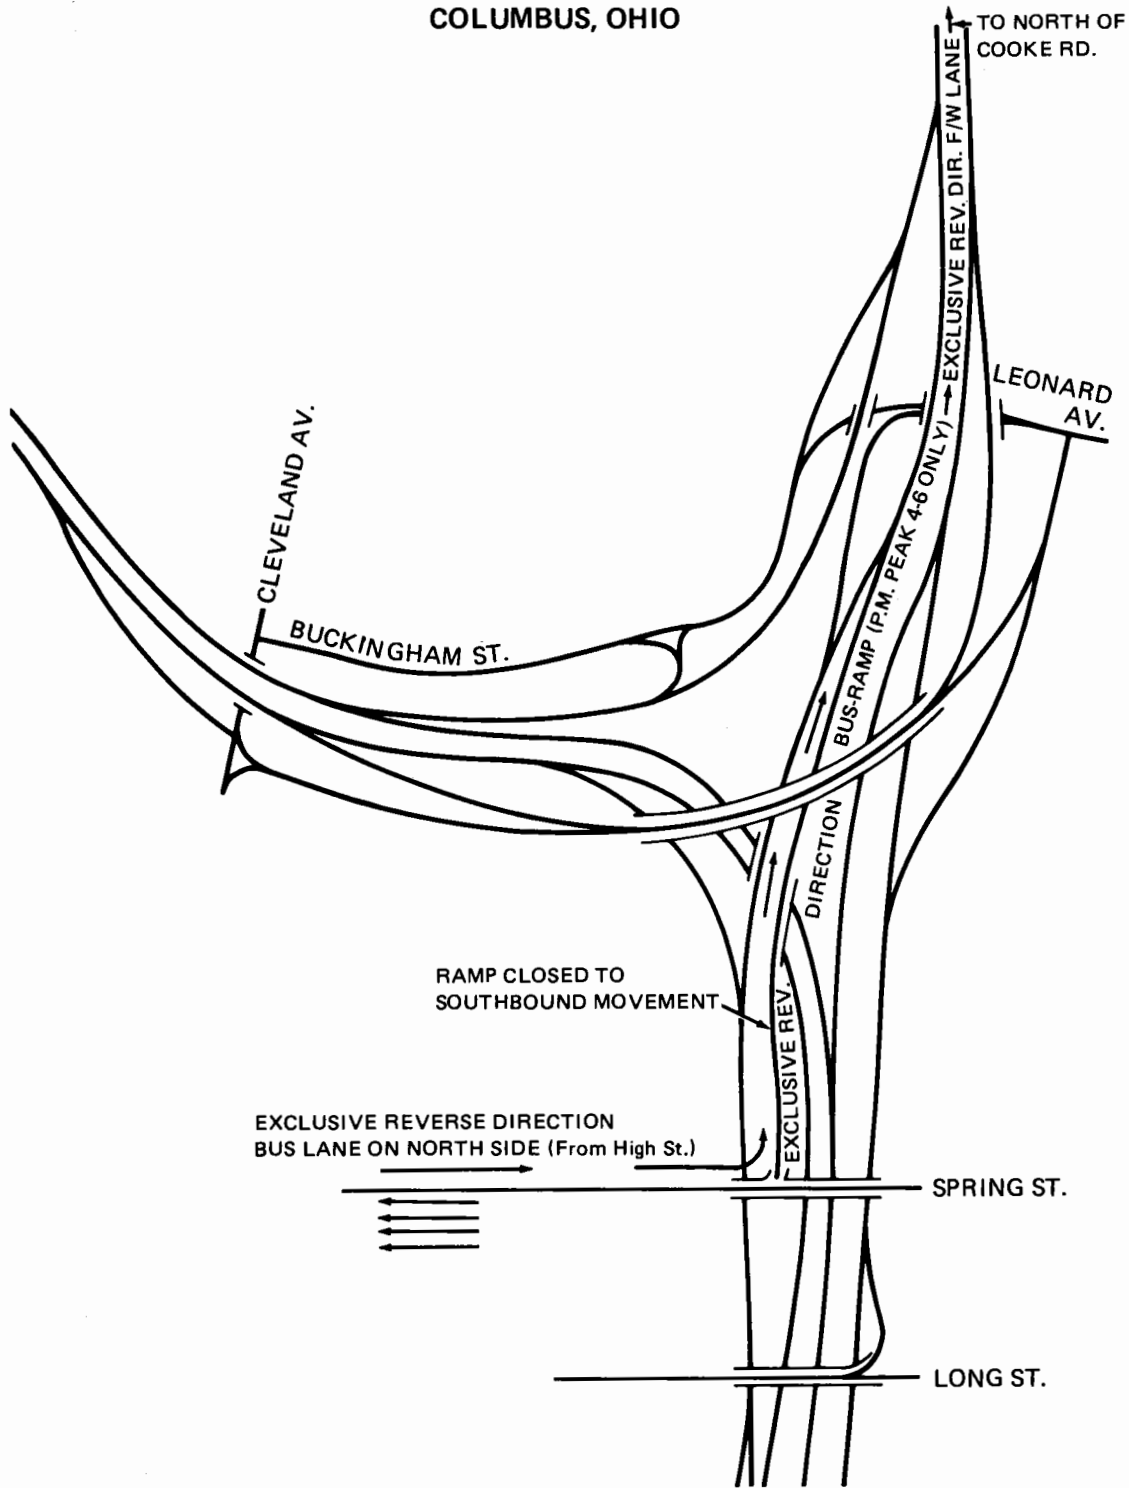 COLUMBUS, OHIO
TO NORTH OF
COOKE RD.
EXCLUSIVE REV. DIR. F/W LANE
LEONARD
AV.
CLEVELAND AV.
BUCKINGHAM ST.
EXCLUSIVE REV. DIRECTION BUS-RAMP (P.M. PEAK 4-6 ONLY)
RAMP CLOSED TO
SOUTHBOUND MOVEMENT
EXCLUSIVE REVERSE DIRECTION
BUS LANE ON NORTH SIDE (From High St.)
SPRING ST.
LONG ST.